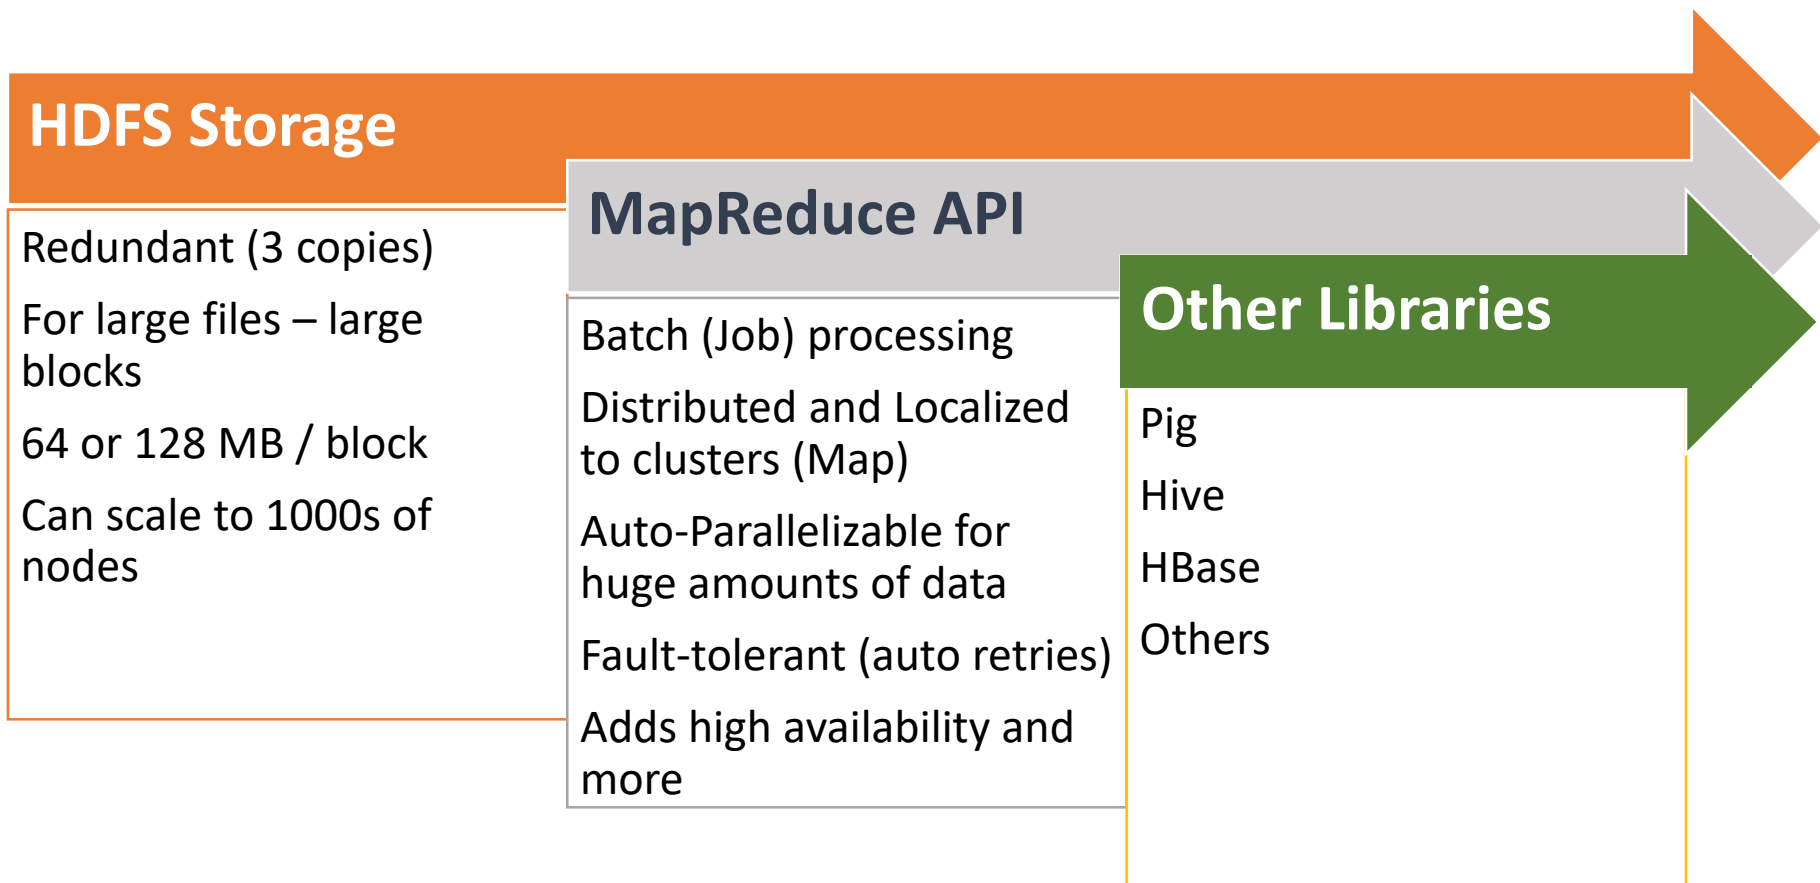 HDFS Storage
Redundant (3 copies)
For large files – large
blocks
64 or 128 MB / block
Can scale to 1000s of
nodes
MapReduce API
Batch (Job) processing
Distributed and Localized
to clusters (Map)
Auto-Parallelizable for
huge amounts of data
Fault-tolerant (auto retries)
Adds high availability and
more
Other Libraries
Pig
Hive
HBase
Others